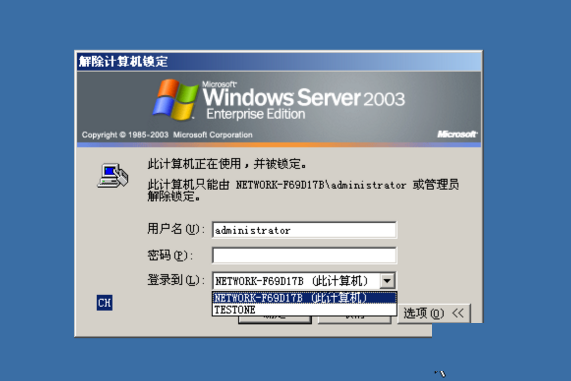 解除计算机锁定
Microsoft®
Windows Server 2003
Enterprise Edition
Copyright © 1985-2003 Microsoft Corporation
Microsoft
此计算机正在使用，并被锁定。
此计算机只能由 NETWORK-F69D17B\administrator 或管理员
解除锁定。
用户名(U): administrator
密码(P):
登录到(L): NETWORK-F69D17B (此计算机)
NETWORK-F69D17B (此计算机)
TESTONE
CH
选项(O) <<